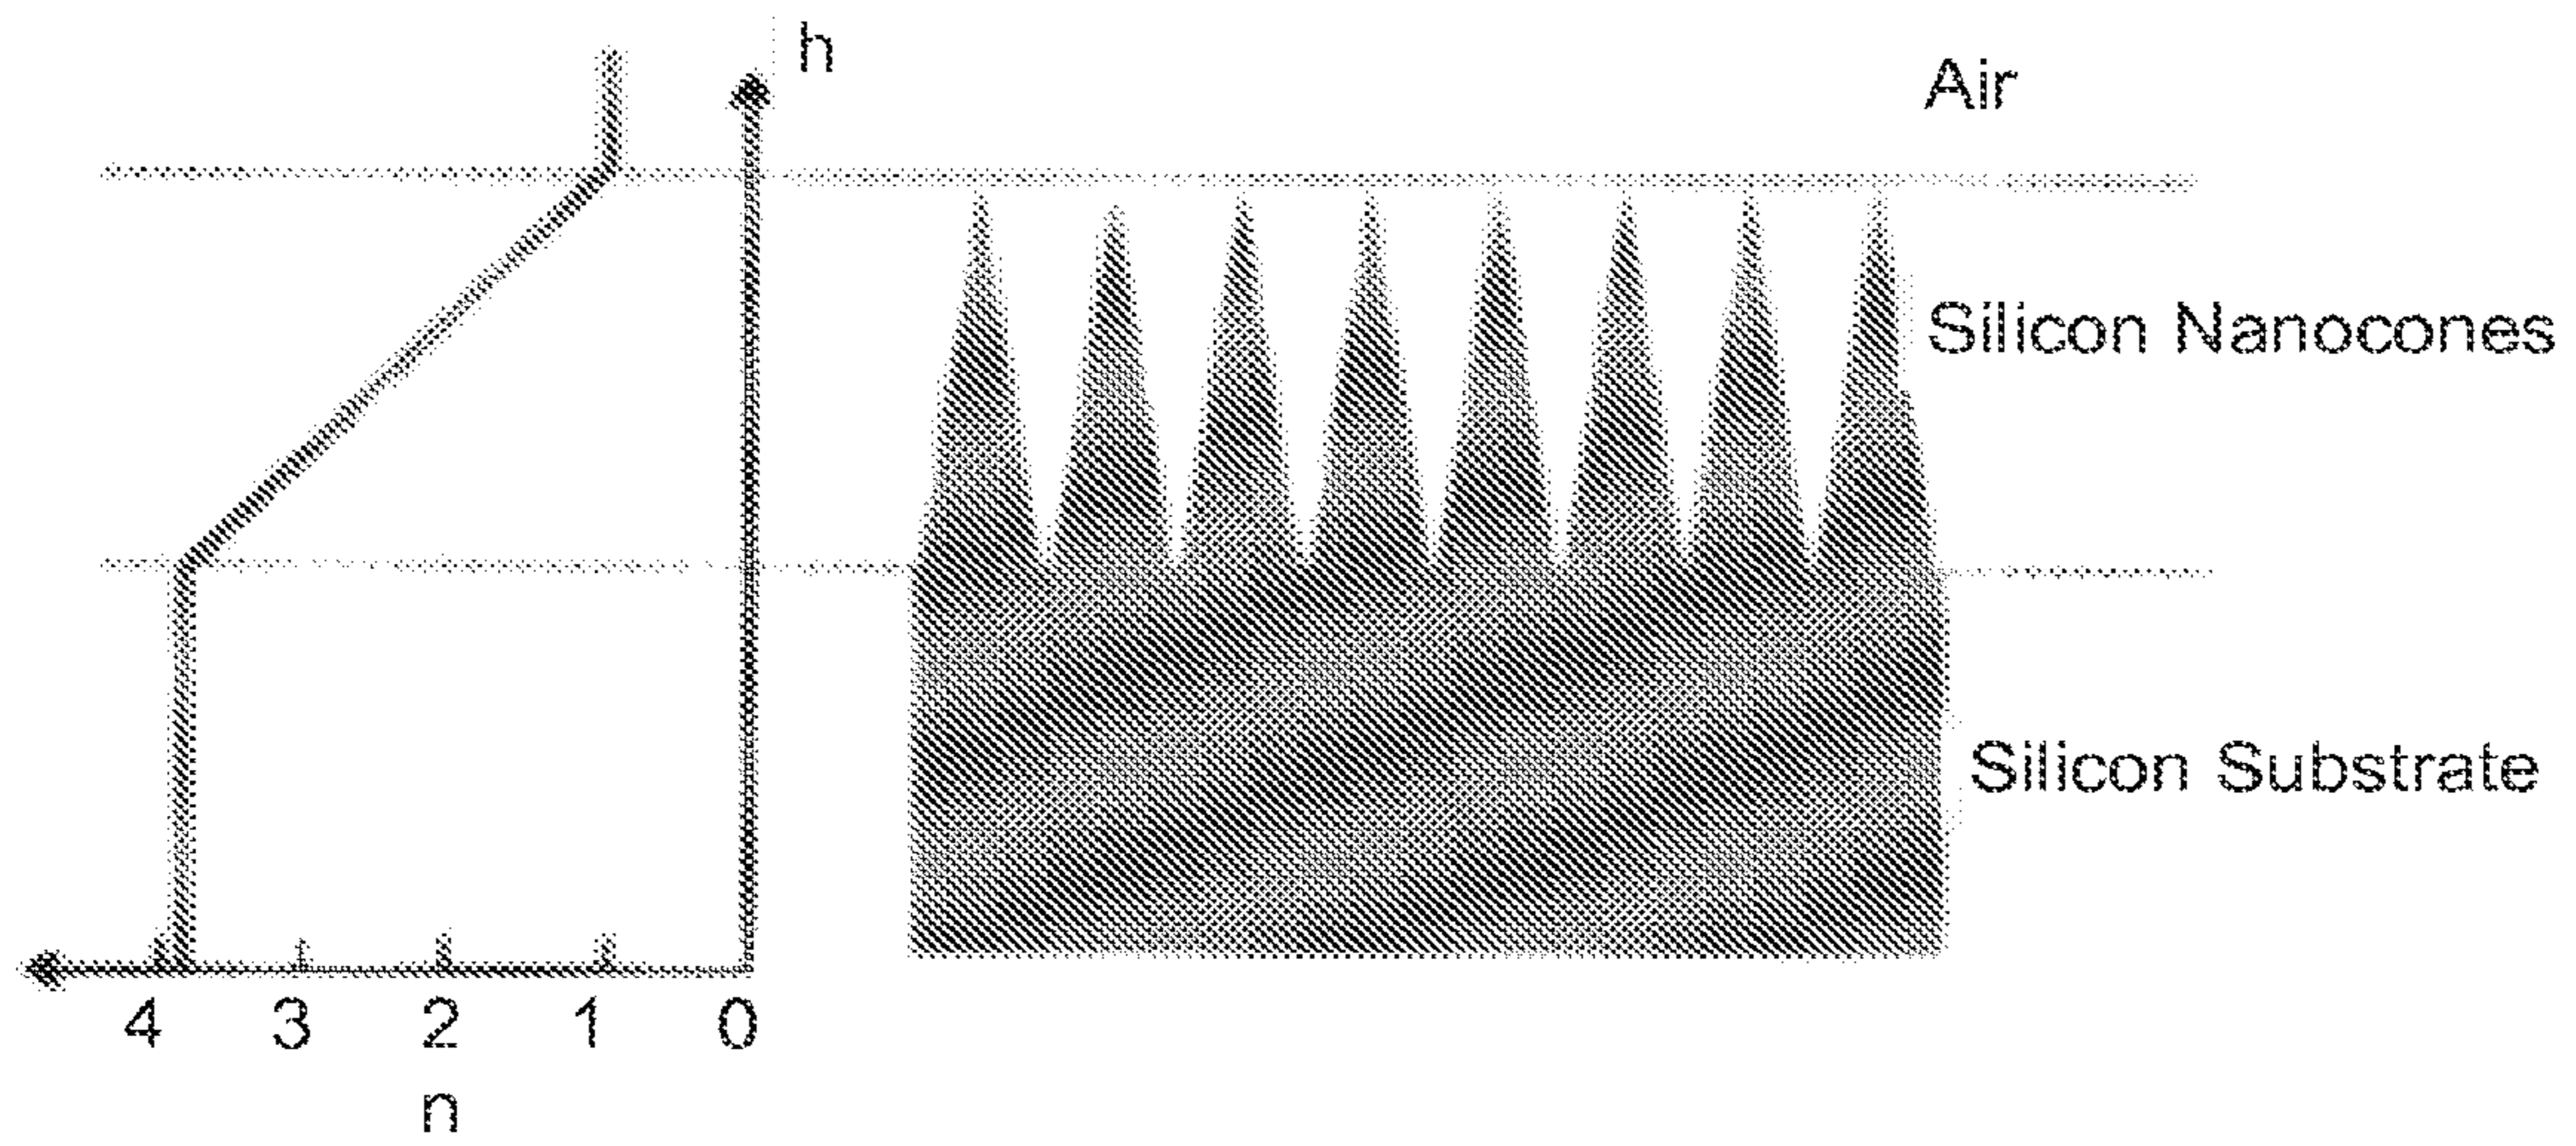 h
Air
Silicon Nanocones
Silicon Substrate
4 3 2 1 0
n